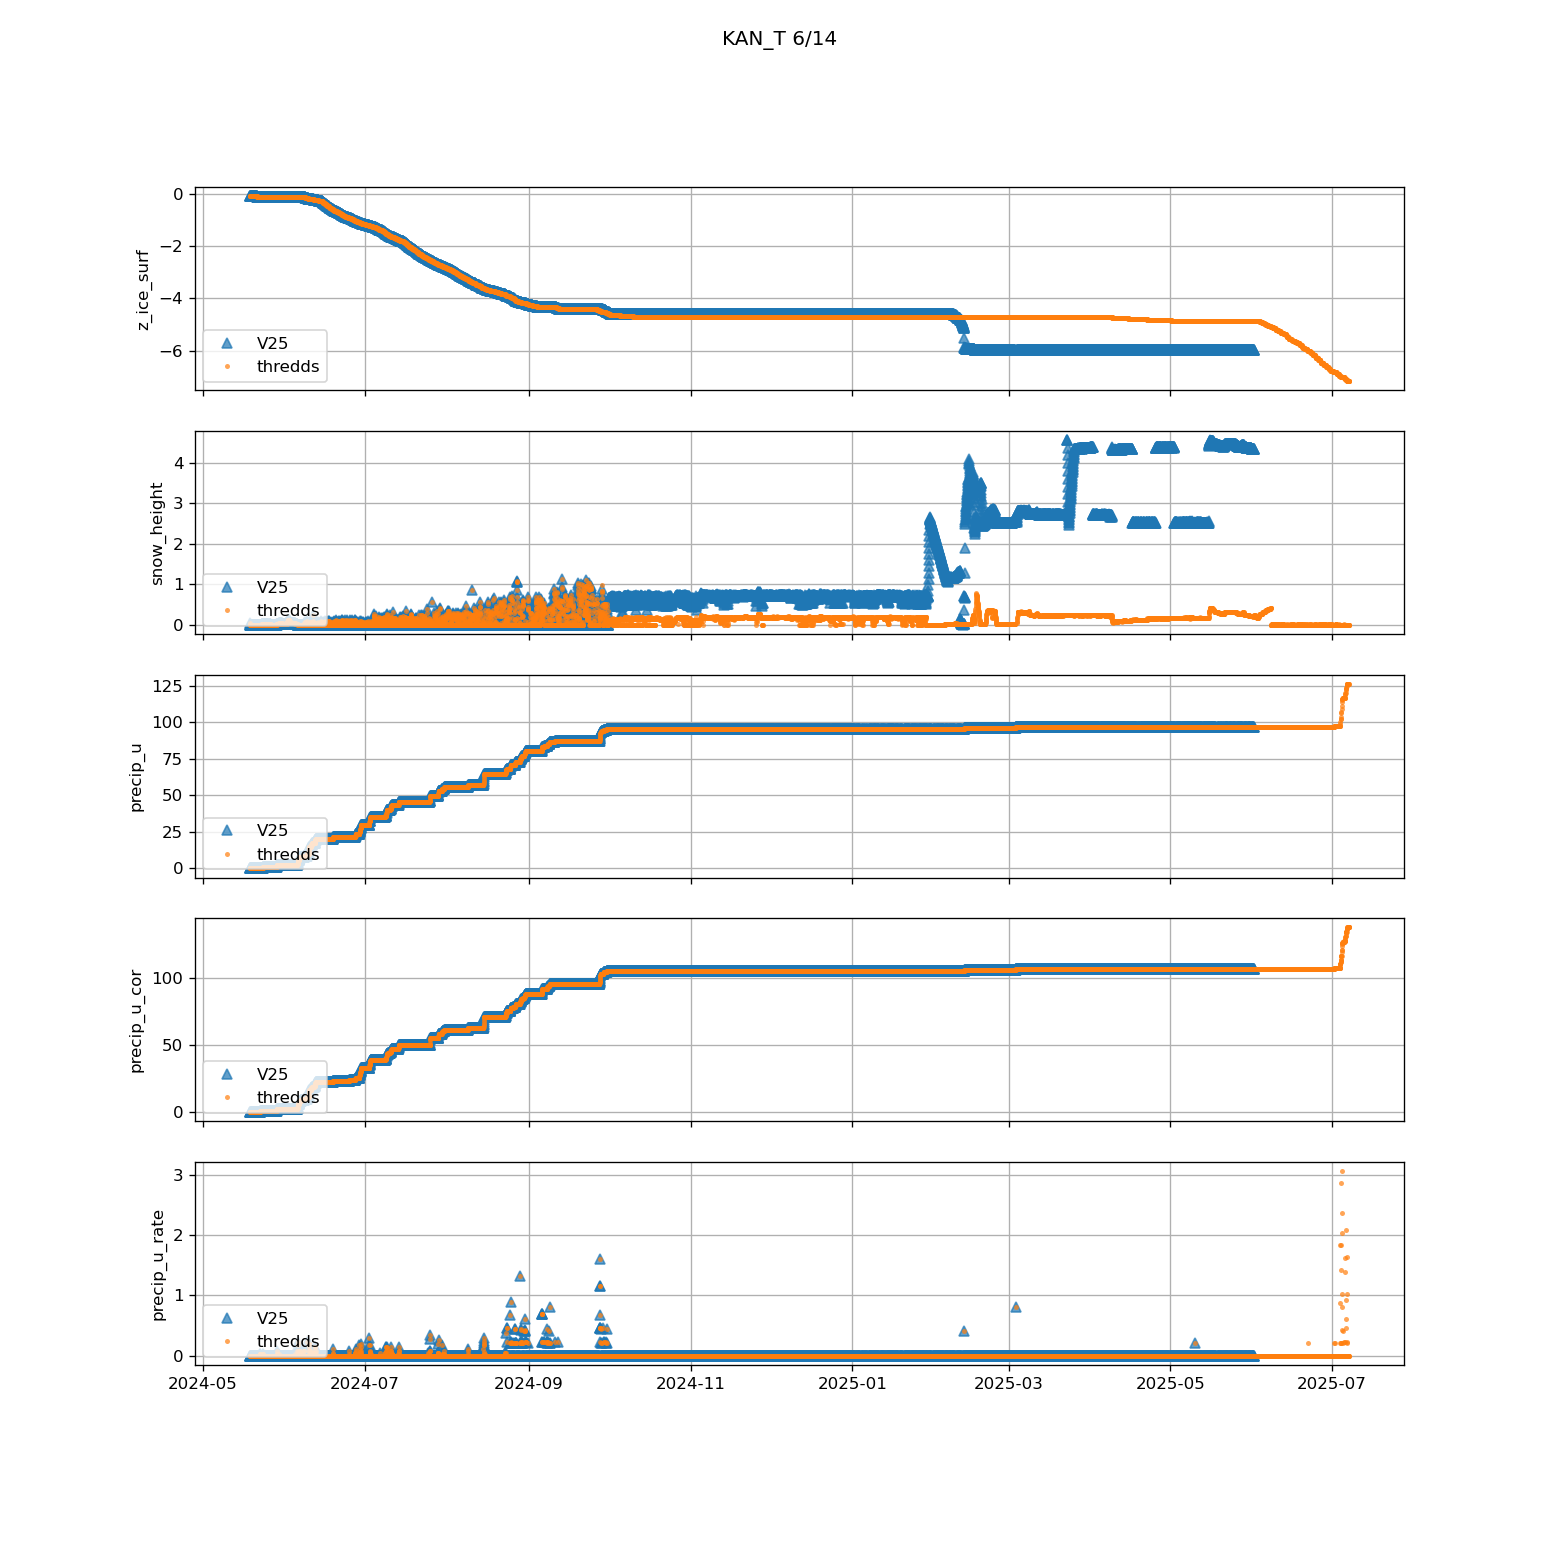 KAN_T 6/14
0
−2
−4
−6
z_ice_surf
V25
thredds
4
3
2
1
0
snow_height
V25
thredds
125
100
75
50
25
0
precip_u
V25
thredds
100
50
0
precip_u_cor
V25
thredds
3
2
1
0
precip_u_rate
V25
thredds
2024-05 2024-07 2024-09 2024-11 2025-01 2025-03 2025-05 2025-07